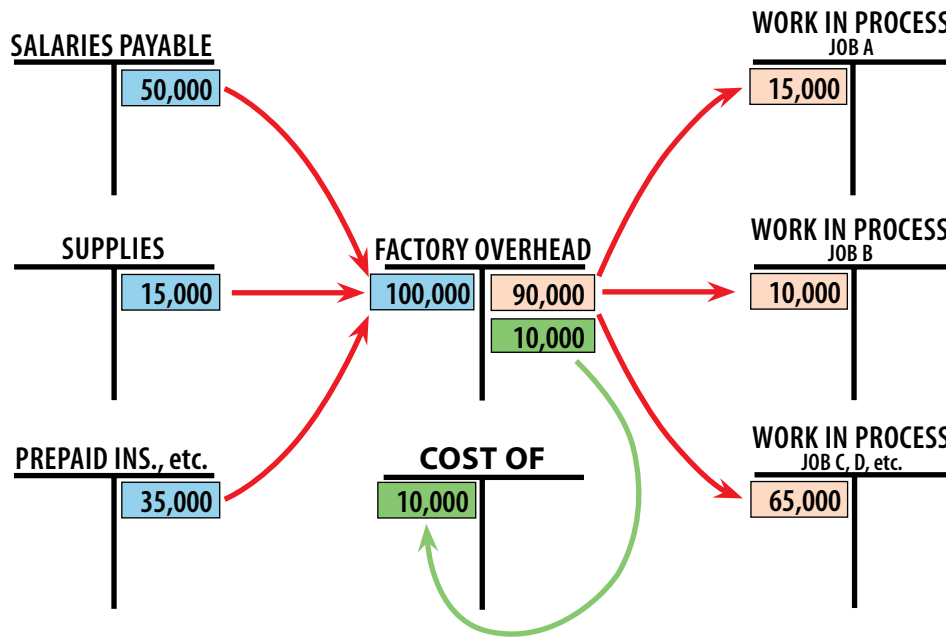 SALARIES PAYABLE
50,000
WORK IN PROCESS
JOB A
15,000
SUPPLIES
15,000
FACTORY OVERHEAD
100,000
90,000
10,000
WORK IN PROCESS
JOB B
10,000
PREPAID INS., etc.
35,000
COST OF
10,000
WORK IN PROCESS
JOB C, D, etc.
65,000